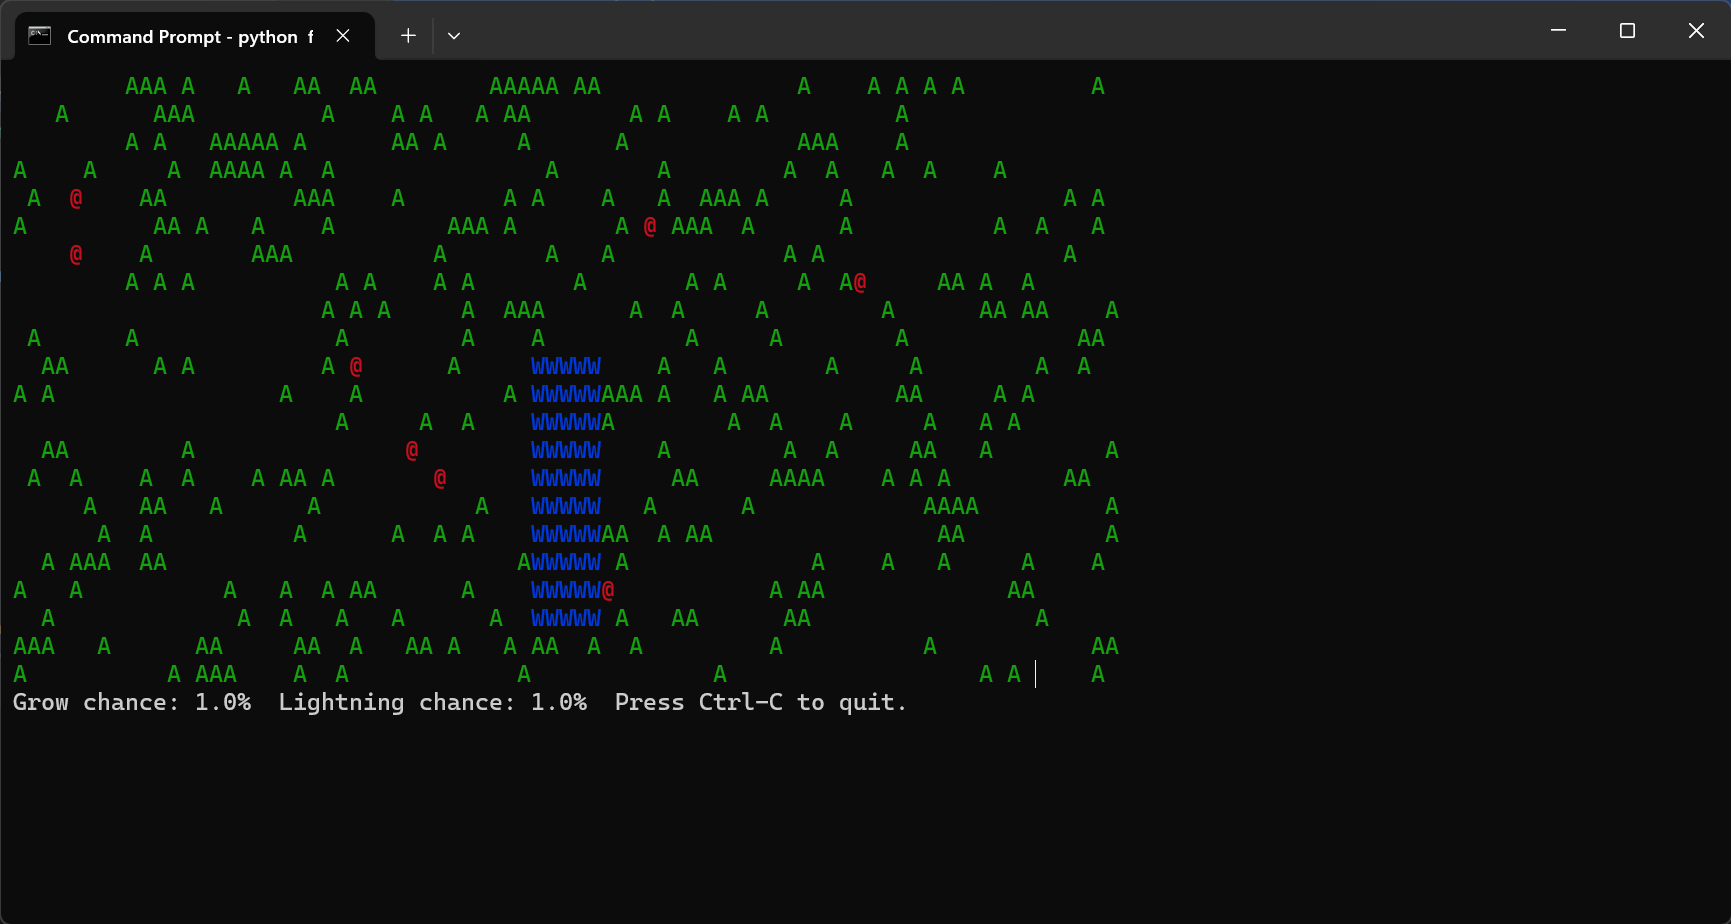 Command Prompt - python f
        AAA A   A   AA  AA        AAAAA AA              A    A A A A         A
   A      AAA         A    A A   A AA       A A    A A         A
        A A   AAAAA A      AA A     A      A            AAA    A
A    A     A  AAAA A  A               A       A        A  A   A  A    A
 A  @    AA         AAA    A       A A    A   A  AAA A     A               A A
A         AA A   A    A        AAA A       A @ AAA  A      A          A  A   A
    @    A       AAA          A       A   A            A A                 A
        A A A          A A    A A       A       A A     A  A@     AA A  A
                      A A A     A  AAA      A  A     A        A      AA AA    A
 A      A              A        A    A          A     A        A            AA
  AA      A A         A @      A     WWWWW    A   A       A     A        A  A
A A                A    A          A WWWWWAAA A   A AA         AA     A A
                       A     A  A    WWWWWA        A  A    A     A   A A
  AA        A               @        WWWWW    A        A  A     AA   A        A
 A  A    A  A    A AA A       @      WWWWW     AA     AAAA    A A A        AA
     A   AA   A      A           A   WWWWW   A      A            AAAA         A
      A  A          A      A  A A    WWWWWAA  A AA                AA          A
  A AAA  AA                         AWWWWW A             A    A   A     A    A
A   A          A   A  A AA      A    WWWWW@           A AA             AA
  A             A  A   A   A      A  WWWWW A   AA      AA                A
AAA   A      AA     AA  A   AA A   A AA  A  A         A          A           AA
A          A AAA    A  A            A             A                  A A     A
Grow chance: 1.0%  Lightning chance: 1.0%  Press Ctrl-C to quit.